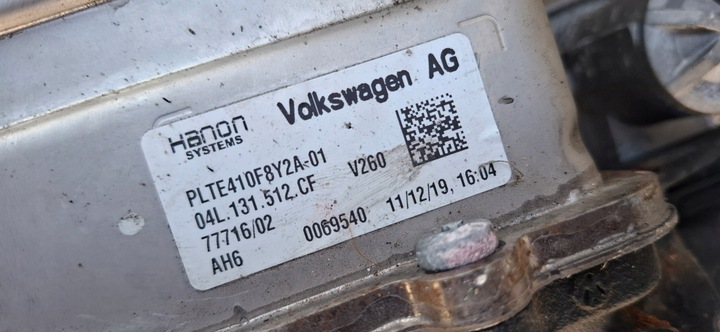 Hanon
SYSTEMS
Volkswagen AG
PLTE410F8Y2A-01
V260
04L.131.512.CF
77716/02
0069540
11/12/19, 16:04
AH6